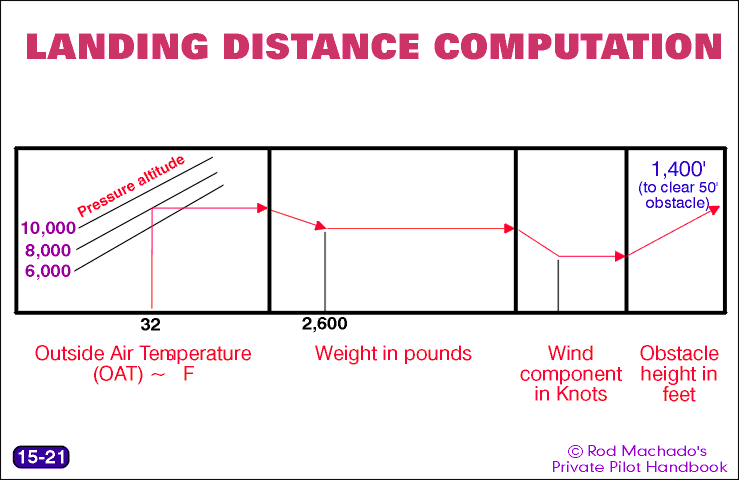 LANDING DISTANCE COMPUTATION
Pressure altitude
10,000
8,000
6,000
1,400'
(to clear 50'
obstacle)
32
2,600
Outside Air Temperature
(OAT) ~ F
Weight in pounds
Wind
component
in Knots
Obstacle
height in
feet
15-21
© Rod Machado's
Private Pilot Handbook